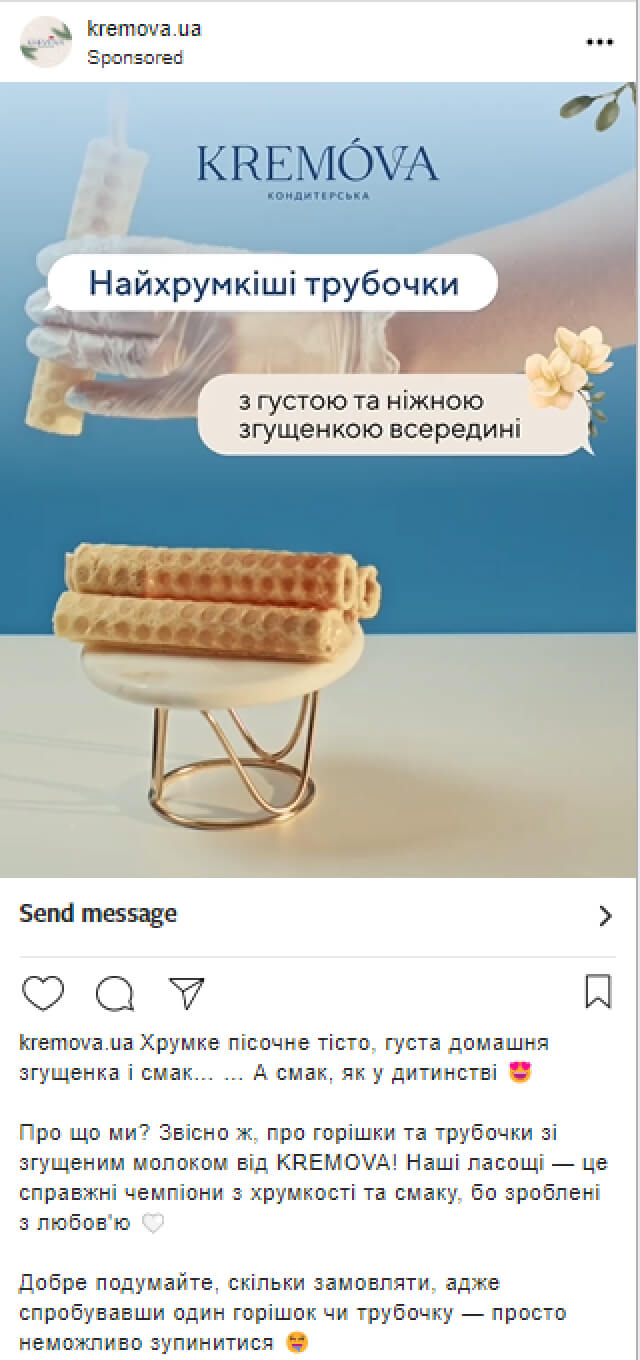 kremova.ua
Sponsored
KREMÓVA
КОНДИТЕРСЬКА
Найхрумкіші трубочки
з густою та ніжною
згущенкою всередині
Send message
kremova.ua Хрумке пісочне тісто, густа домашня
згущенка і смак... ... А смак, як у дитинстві 😍
Про що ми? Звісно ж, про горішки та трубочки зі
згущеним молоком від KREMOVA! Наші ласощі — це
справжні чемпіони з хрумкості та смаку, бо зроблені
з любов'ю 🤍
Добре подумайте, скільки замовляти, адже
спробувавши один горішок чи трубочку — просто
неможливо зупинитися 😝